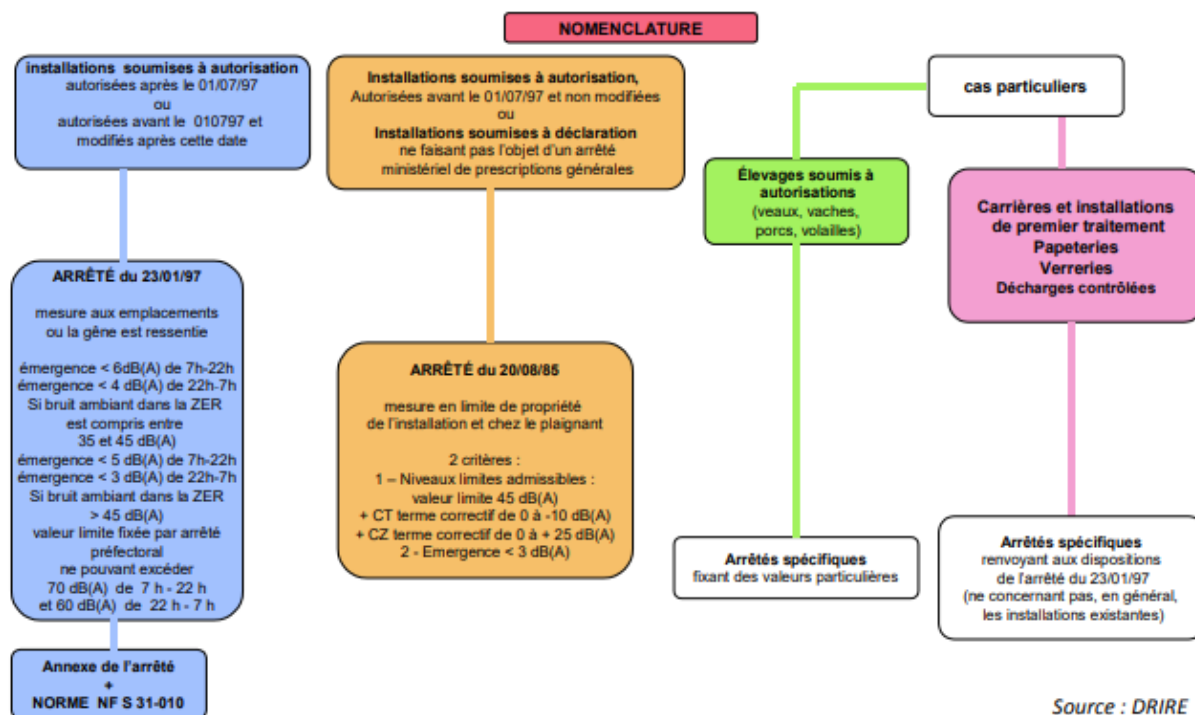 NOMENCLATURE
installations soumises à autorisation
autorisées après le 01/07/97
ou
autorisées avant le 010797 et
modifiés après cette date
ARRÊTÉ du 23/01/97
mesure aux emplacements
ou la gêne est ressentie
émergence < 6dB(A) de 7h-22h
émergence < 4 dB(A) de 22h-7h
Si bruit ambiant dans la ZER
est compris entre
35 et 45 dB(A)
émergence < 5 dB(A) de 7h-22h
émergence < 3 dB(A) de 22h-7h
Si bruit ambiant dans la ZER
> 45 dB(A)
valeur limite fixée par arrêté
préfectoral
ne pouvant excéder
70 dB(A) de 7 h - 22 h
et 60 dB(A) de 22 h - 7 h
Annexe de l'arrêté
+
NORME NF S 31-010
Installations soumises à autorisation,
Autorisées avant le 01/07/97 et non modifiées
ou
Installations soumises à déclaration
ne faisant pas l'objet d'un arrêté
ministériel de prescriptions générales
ARRÊTÉ du 20/08/85
mesure en limite de propriété
de l'installation et chez le plaignant
2 critères :
1 – Niveaux limites admissibles :
valeur limite 45 dB(A)
+ CT terme correctif de 0 à -10 dB(A)
+ CZ terme correctif de 0 à + 25 dB(A)
2 - Emergence < 3 dB(A)
cas particuliers
Élevages soumis à
autorisations
(veaux, vaches,
porcs, volailles)
Arrêtés spécifiques
fixant des valeurs particulières
Carrières et installations
de premier traitement
Papeteries
Verreries
Décharges contrôlées
Arrêtés spécifiques
renvoyant aux dispositions
de l'arrêté du 23/01/97
(ne concernant pas, en général,
les installations existantes)
Source : DRIRE